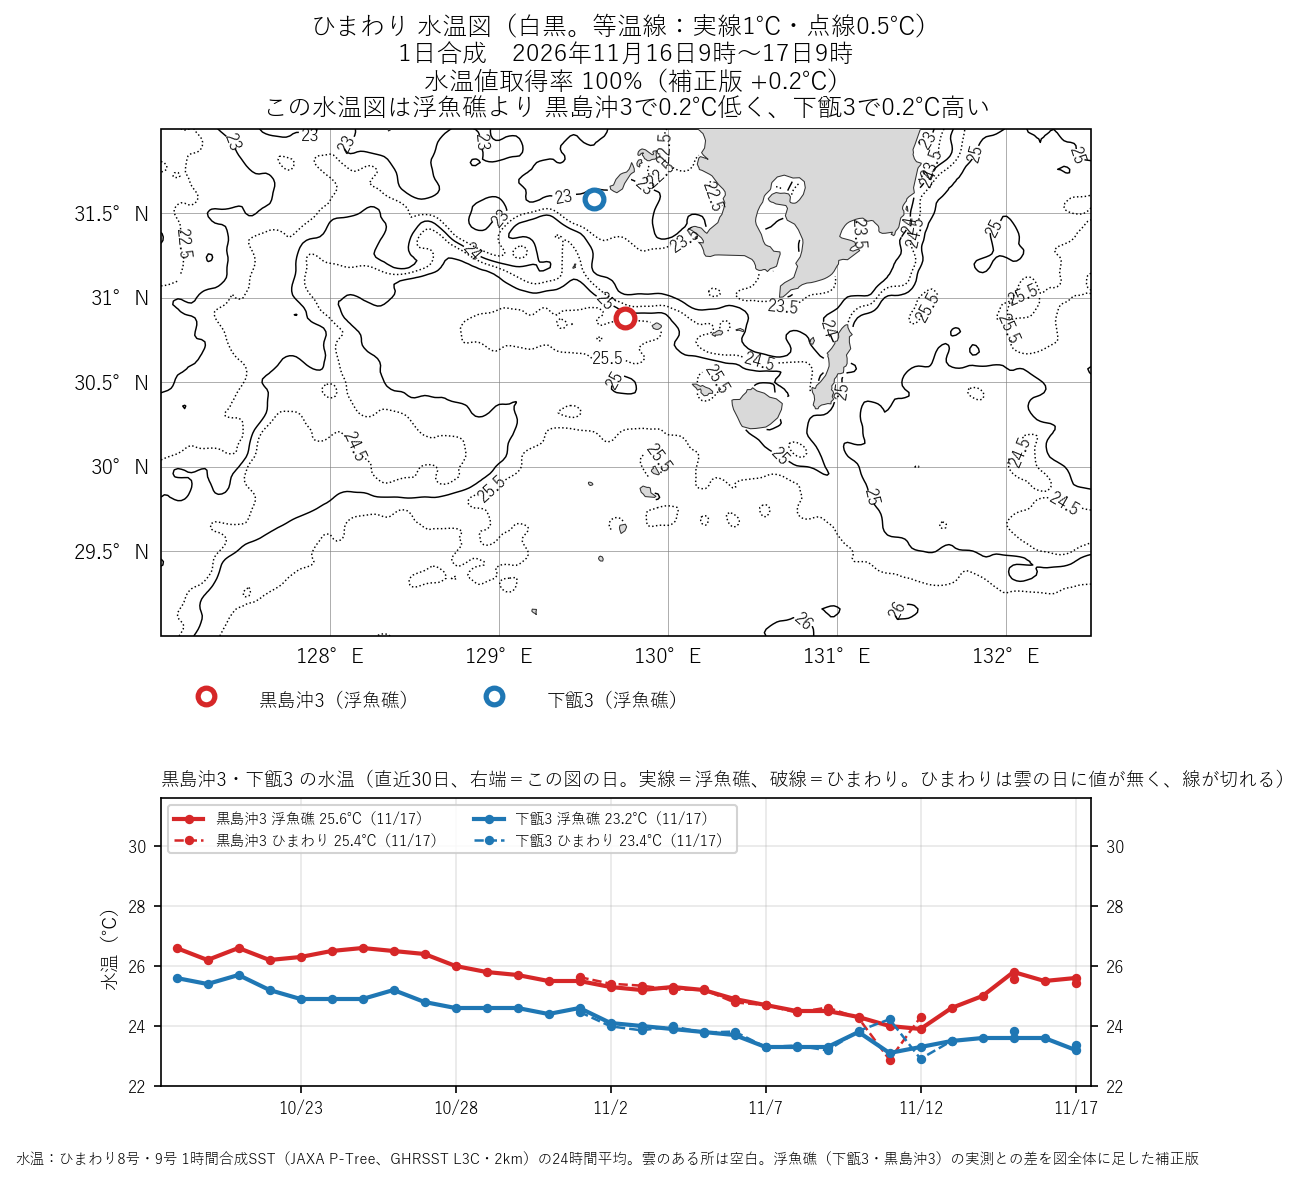 ひまわり 水温図（白黒。等温線：実線1°C・点線0.5°C）
1日合成　2026年11月16日9時～17日9時
水温値取得率 100%（補正版 +0.2°C）
この水温図は浮魚礁より 黒島沖3で0.2°C低く、下甑3で0.2°C高い
31.5° N
31° N
30.5° N
30° N
29.5° N
128° E
129° E
130° E
131° E
132° E
黒島沖3（浮魚礁）
下甑3（浮魚礁）
黒島沖3・下甑3 の水温（直近30日、右端＝この図の日。実線＝浮魚礁、破線＝ひまわり。ひまわりは雲の日に値が無く、線が切れる）
黒島沖3 浮魚礁 25.6°C（11/17）
黒島沖3 ひまわり 25.4°C（11/17）
下甑3 浮魚礁 23.2°C（11/17）
下甑3 ひまわり 23.4°C（11/17）
水温（°C）
30
28
26
24
22
30
28
26
24
22
10/23
10/28
11/2
11/7
11/12
11/17
水温：ひまわり8号・9号 1時間合成SST（JAXA P-Tree、GHRSST L3C・2km）の24時間平均。雲のある所は空白。浮魚礁（下甑3・黒島沖3）の実測との差を図全体に足した補正版